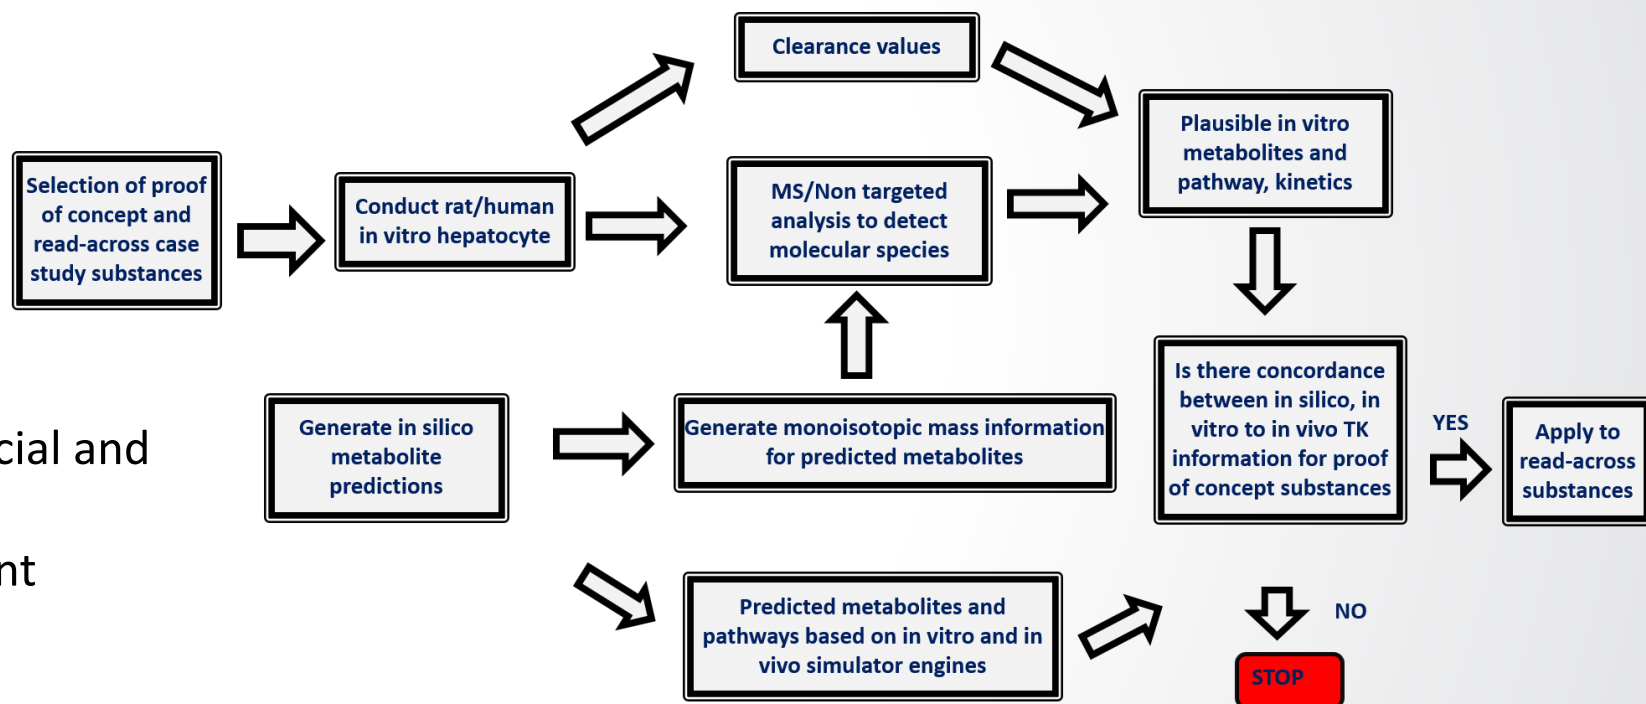 Clearance values
Plausible in vitro
metabolites and
pathway, kinetics
Selection of proof
of concept and
read-across case
study substances
Conduct rat/human
in vitro hepatocyte
MS/Non targeted
analysis to detect
molecular species
Is there concordance
between in silico, in
vitro to in vivo TK
information for proof
of concept substances
YES
Apply to
read-across
substances
Generate in silico
metabolite
predictions
Generate monoisotopic mass information
for predicted metabolites
cial and
nt
Predicted metabolites and
pathways based on in vitro and in
vivo simulator engines
NO
STOP